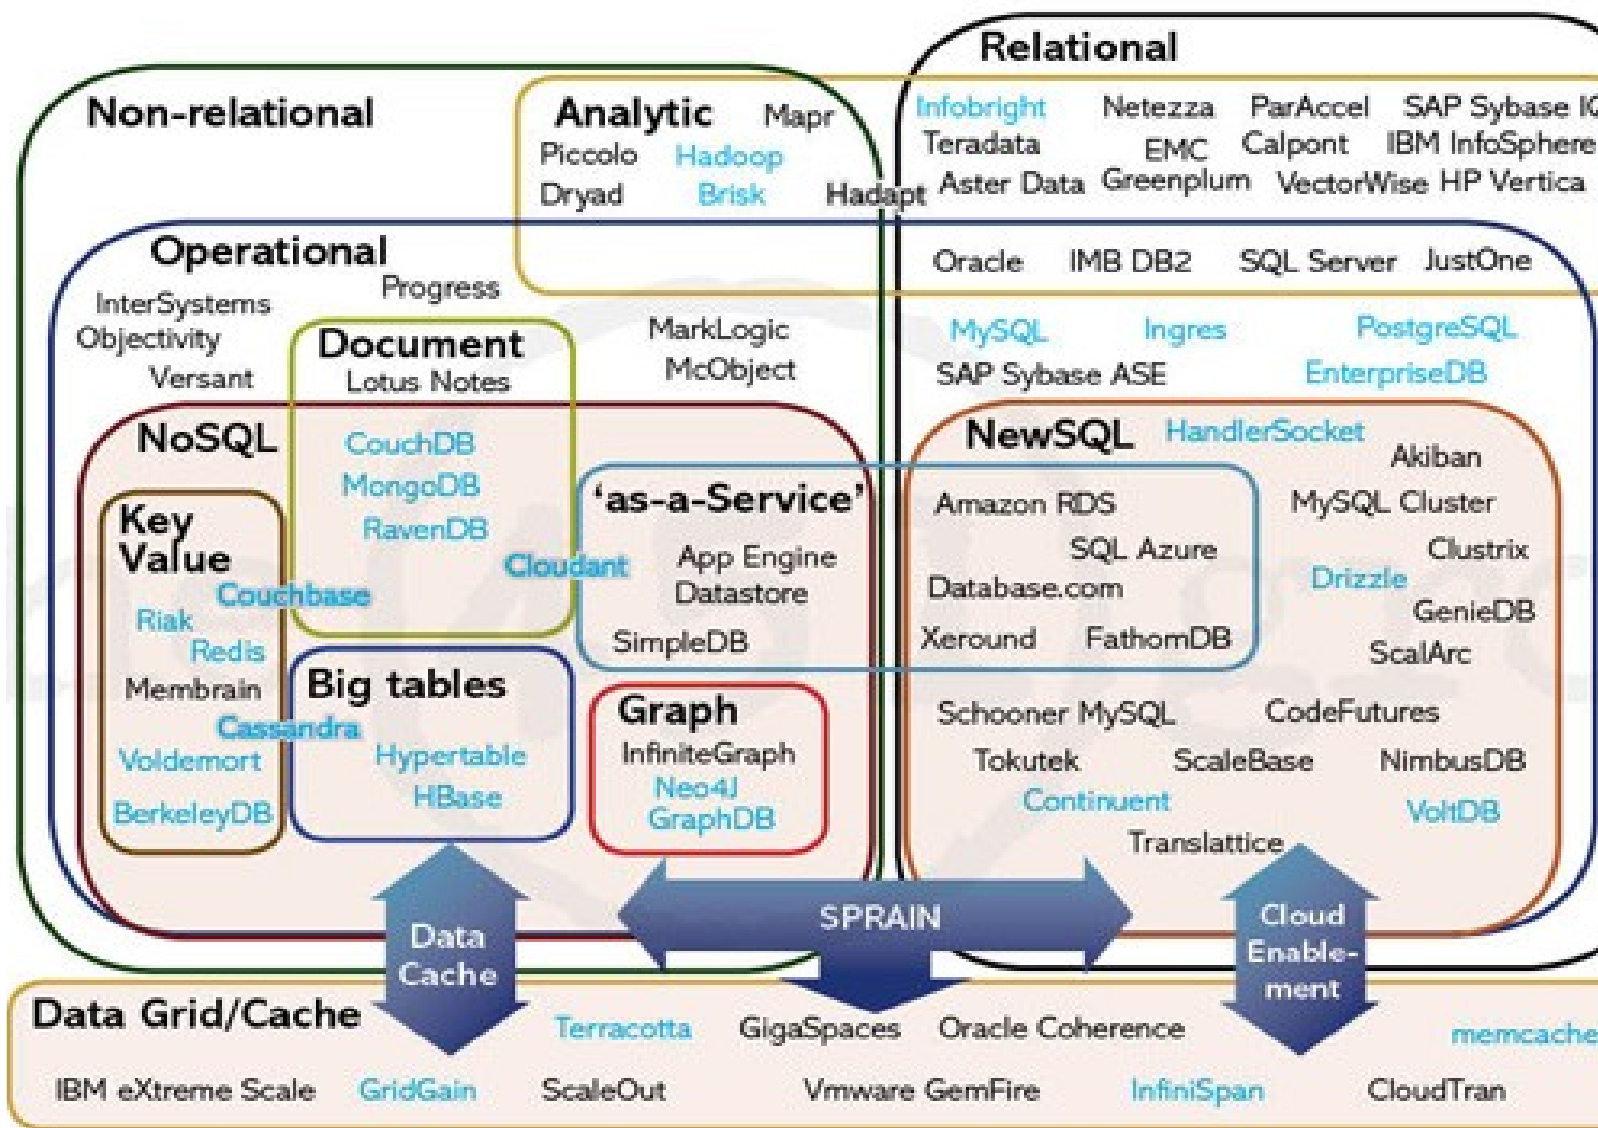 Relational
Non-relational
Analytic
Mapr
Piccolo
Hadoop
Dryad
Brisk
Hadapt
Infobright
Netezza
ParAccel
SAP Sybase IQ
Teradata
EMC
Calpont
IBM InfoSphere
Aster Data
Greenplum
VectorWise
HP Vertica
Operational
Oracle
IMB DB2
SQL Server
JustOne
Progress
InterSystems
Objectivity
Versant
Document
Lotus Notes
MarkLogic
McObject
MySQL
Ingres
PostgreSQL
SAP Sybase ASE
EnterpriseDB
NoSQL
CouchDB
MongoDB
RavenDB
Cloudant
Key
Value
Couchbase
Riak
Redis
Membrain
Cassandra
Voldemort
BerkeleyDB
Big tables
Hypertable
HBase
'as-a-Service'
App Engine
Datastore
SimpleDB
Graph
InfiniteGraph
Neo4J
GraphDB
NewSQL
HandlerSocket
Akiban
Amazon RDS
MySQL Cluster
SQL Azure
Clustrix
Database.com
Drizzle
GenieDB
Xeround
FathomDB
ScalArc
Schooner MySQL
CodeFutures
Tokutek
ScaleBase
NimbusDB
Continuent
VoltDB
Translattice
Data
Cache
SPRAIN
Cloud
Enable-
ment
Data Grid/Cache
Terracotta
GigaSpaces
Oracle Coherence
memcache
IBM eXtreme Scale
GridGain
ScaleOut
Vmware GemFire
InfiniSpan
CloudTran